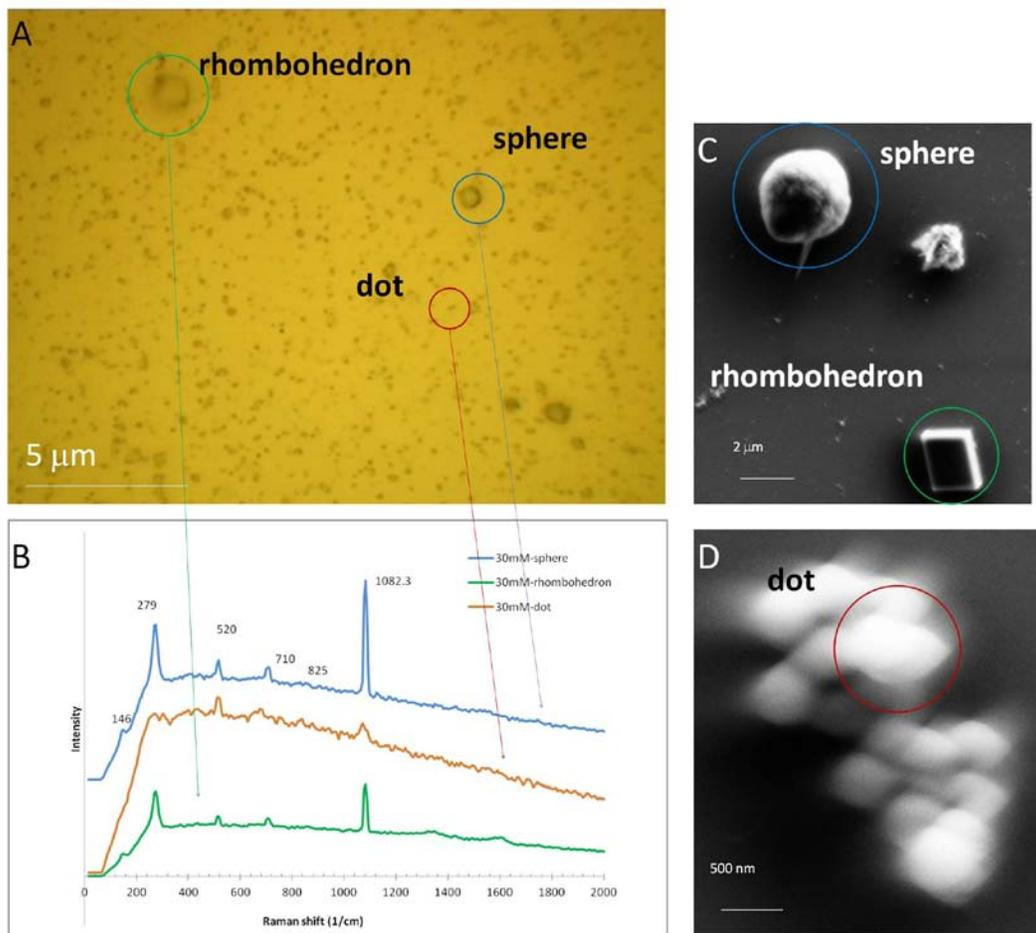 A
rhombohedron
sphere
dot
5 μm
B
30mM-sphere
30mM-rhombohedron
30mM-dot
1082.3
279
520
710
825
146
Intensity
0 200 400 600 800 1000 1200 1400 1600 1800 2000
Raman shift (1/cm)
C
sphere
rhombohedron
2 μm
D
dot
500 nm